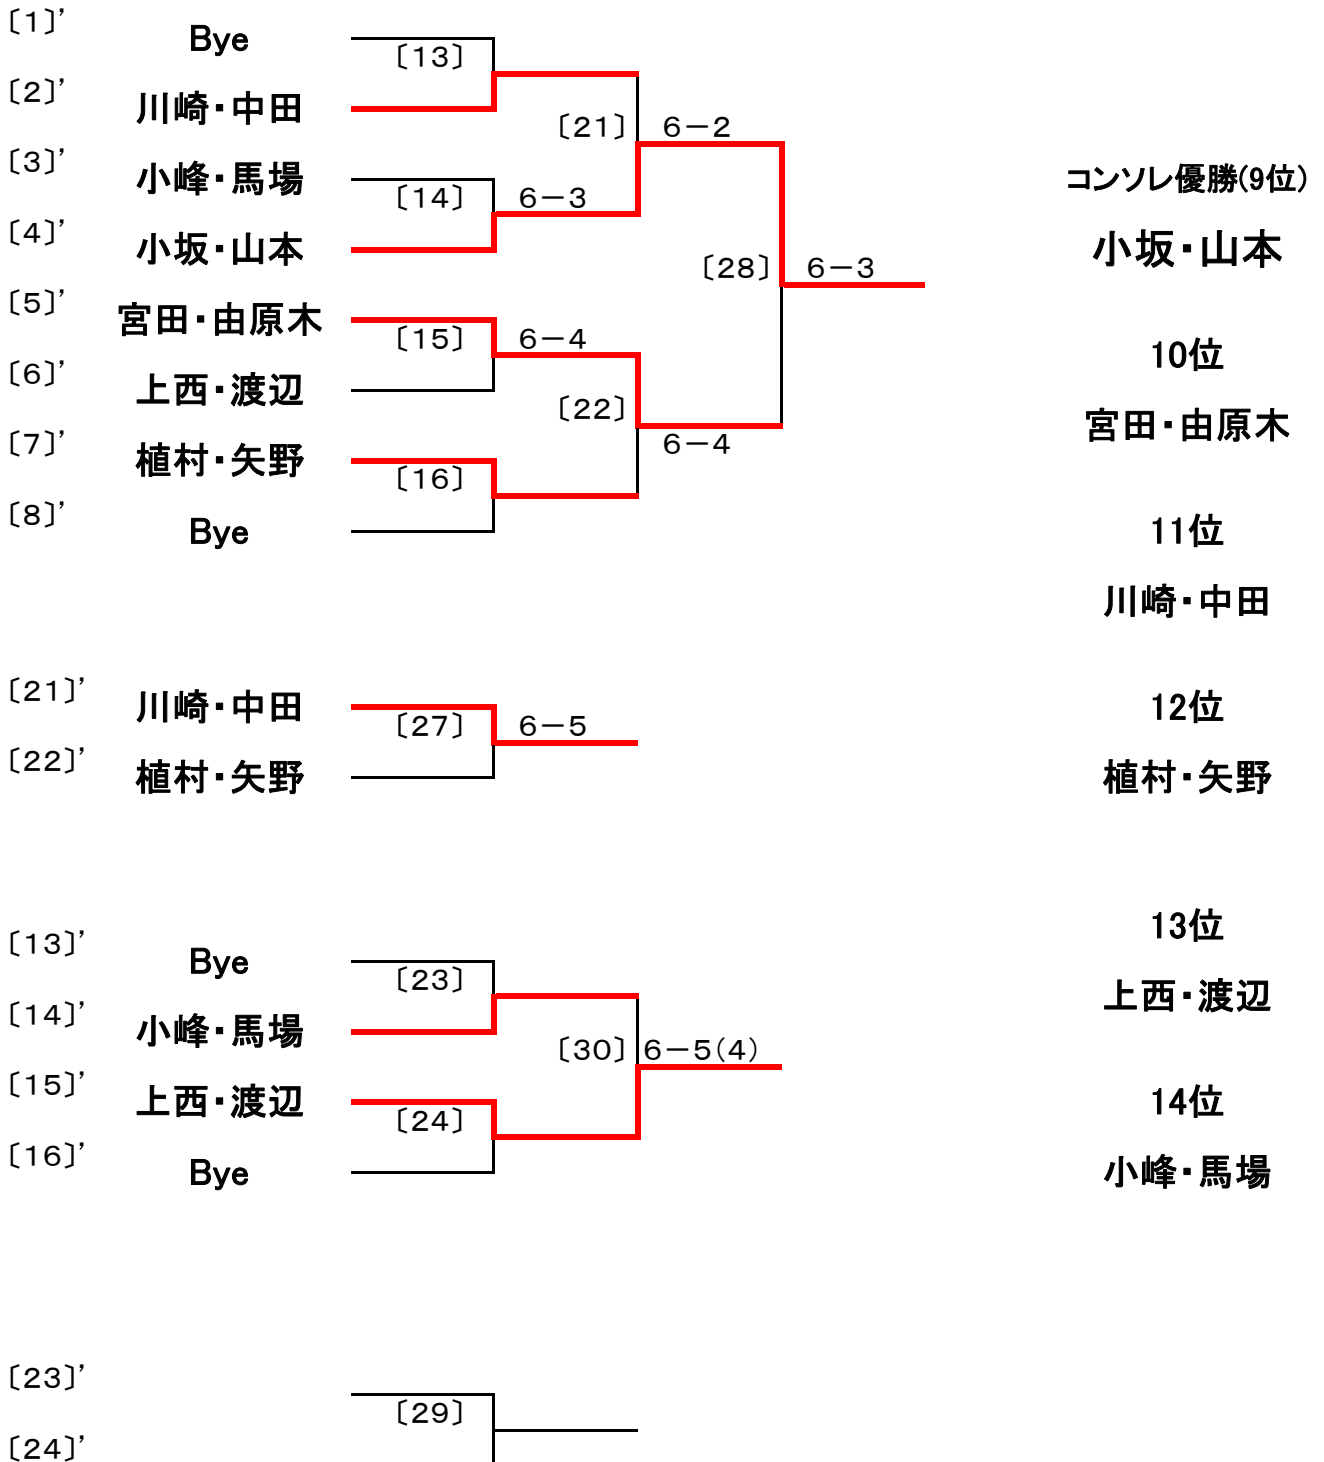 〔1〕’
Bye
〔13〕
〔2〕’
川崎・中田
〔21〕
6－2
〔3〕’
小峰・馬場
コンソレ優勝(9位)
〔14〕
6－3
〔4〕’
小坂・山本
小坂・山本
〔28〕
6－3
〔5〕’
宮田・由原木
〔15〕
6－4
10位
〔6〕’
上西・渡辺
〔22〕
宮田・由原木
〔7〕’
植村・矢野
6－4
〔16〕
〔8〕’
Bye
11位
川崎・中田
〔21〕’
川崎・中田
12位
〔27〕
6－5
〔22〕’
植村・矢野
植村・矢野
13位
〔13〕’
Bye
〔23〕
上西・渡辺
〔14〕’
小峰・馬場
〔30〕
6－5（4）
〔15〕’
上西・渡辺
14位
〔24〕
〔16〕’
Bye
小峰・馬場
〔23〕’
〔29〕
〔24〕’